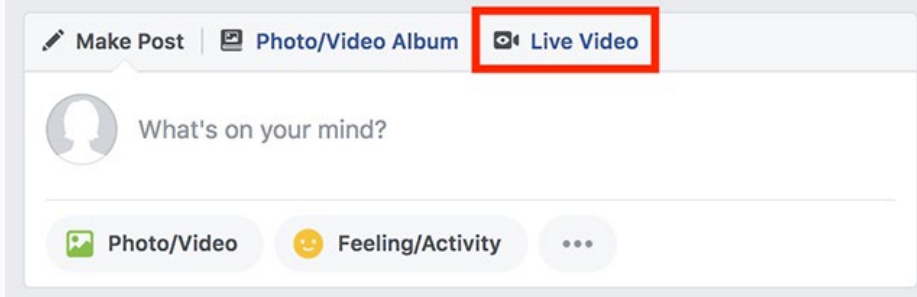 Make Post Photo/Video Album Live Video
What's on your mind?
Photo/Video Feeling/Activity